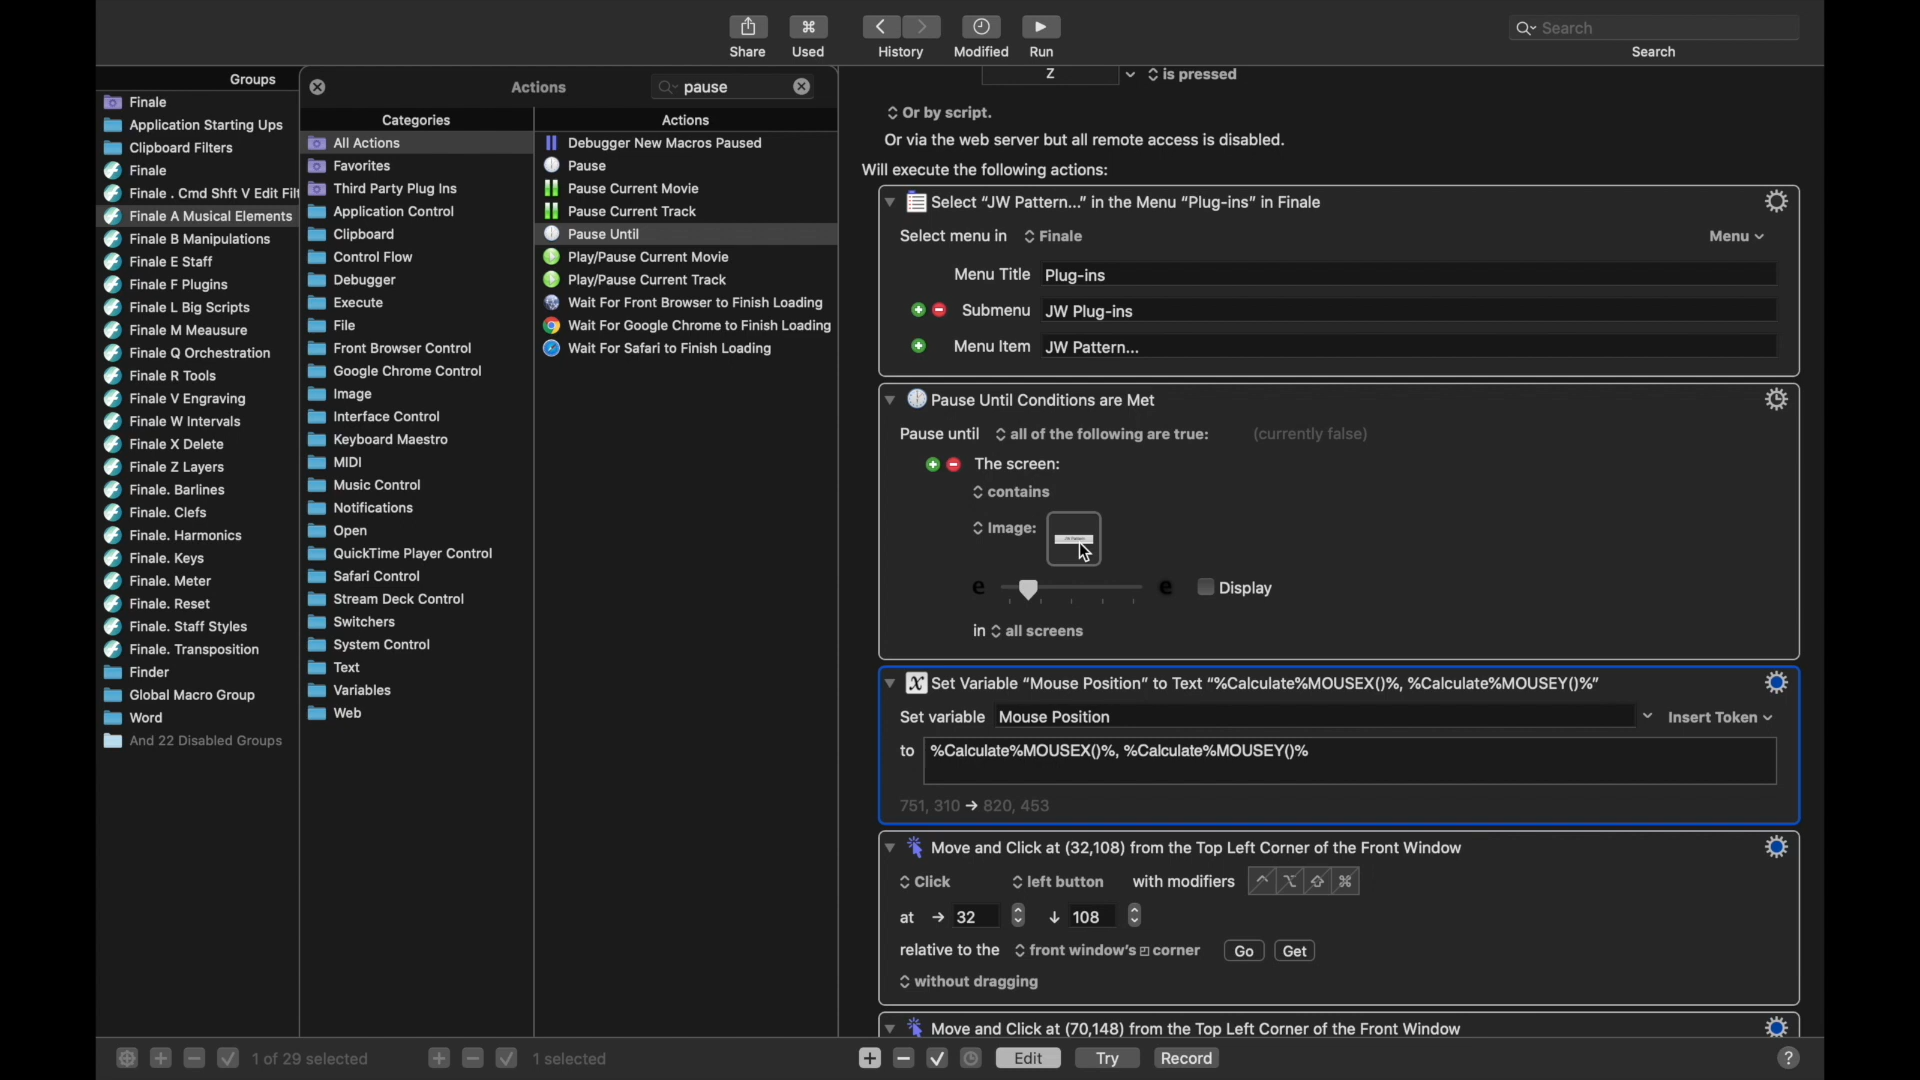 Share
Used
History
Modified
Run
Search
Search
Groups
Finale
Application Starting Ups
Clipboard Filters
Finale
Finale . Cmd Shft V Edit Filt
Finale A Musical Elements
Finale B Manipulations
Finale E Staff
Finale F Plugins
Finale L Big Scripts
Finale M Meausure
Finale Q Orchestration
Finale R Tools
Finale V Engraving
Finale W Intervals
Finale X Delete
Finale Z Layers
Finale. Barlines
Finale. Clefs
Finale. Harmonics
Finale. Keys
Finale. Meter
Finale. Reset
Finale. Staff Styles
Finale. Transposition
Finder
Global Macro Group
Word
And 22 Disabled Groups
Actions
pause
Categories
All Actions
Favorites
Third Party Plug Ins
Application Control
Clipboard
Control Flow
Debugger
Execute
File
Front Browser Control
Google Chrome Control
Image
Interface Control
Keyboard Maestro
MIDI
Music Control
Notifications
Open
QuickTime Player Control
Safari Control
Stream Deck Control
Switchers
System Control
Text
Variables
Web
Actions
Debugger New Macros Paused
Pause
Pause Current Movie
Pause Current Track
Pause Until
Play/Pause Current Movie
Play/Pause Current Track
Wait For Front Browser to Finish Loading
Wait For Google Chrome to Finish Loading
Wait For Safari to Finish Loading
Z is pressed
Or by script.
Or via the web server but all remote access is disabled.
Will execute the following actions:
Select “JW Pattern...” in the Menu “Plug-ins” in Finale
Select menu in Finale Menu
Menu Title Plug-ins
Submenu JW Plug-ins
Menu Item JW Pattern...
Pause Until Conditions are Met
Pause until all of the following are true: (currently false)
The screen:
contains
Image:
e e Display
in all screens
Set Variable “Mouse Position” to Text “%Calculate%MOUSEX()%, %Calculate%MOUSEY()%”
Set variable Mouse Position Insert Token
to %Calculate%MOUSEX()%, %Calculate%MOUSEY()%
751, 310 → 820, 453
Move and Click at (32,108) from the Top Left Corner of the Front Window
Click left button with modifiers ⌃ ⌥ ⇧ ⌘
at → 32 ↓ 108
relative to the front window's corner Go Get
without dragging
Move and Click at (70,148) from the Top Left Corner of the Front Window
1 of 29 selected
1 selected
Edit
Try
Record
?